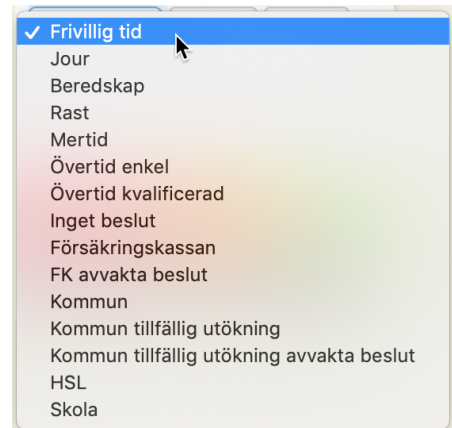 Frivillig tid
Jour
Beredskap
Rast
Mertid
Övertid enkel
Övertid kvalificerad
Inget beslut
Försäkringskassan
FK avvakta beslut
Kommun
Kommun tillfällig utökning
Kommun tillfällig utökning avvakta beslut
HSL
Skola